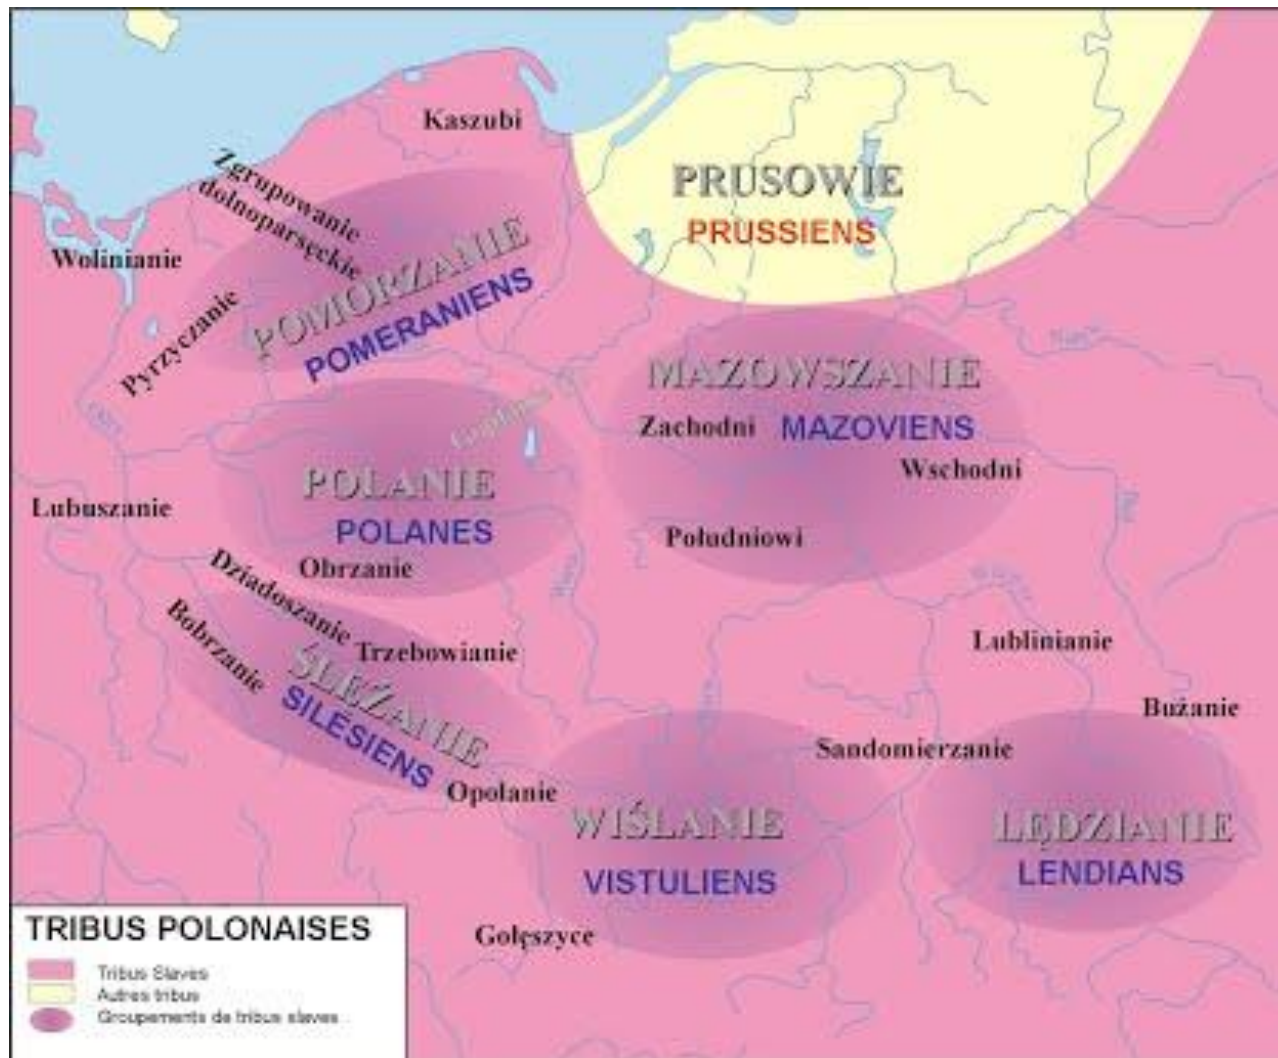 Kaszubi
Zgrupowanie
dolnoparsęckie
PRUSOWIE
PRUSSIENS
Wolinianie
POMORZANIE
POMERANIENS
Pyrzyczanie
MAZOWSZANIE
Zachodni
MAZOVIENS
Wschodni
POLANIE
POLANES
Lubuszanie
Południowi
Obrzanie
Dziadoszanie
Bobrzanie
Trzebowianie
ŚLĘŻANIE
SILESIENS
Lublinianie
Bużanie
Sandomierzanie
Opolanie
WIŚLANIE
VISTULIENS
LĘDZIANIE
LENDIANS
Golęszyce
TRIBUS POLONAISES
Tribus Slaves
Autres tribus
Groupements de tribus slaves